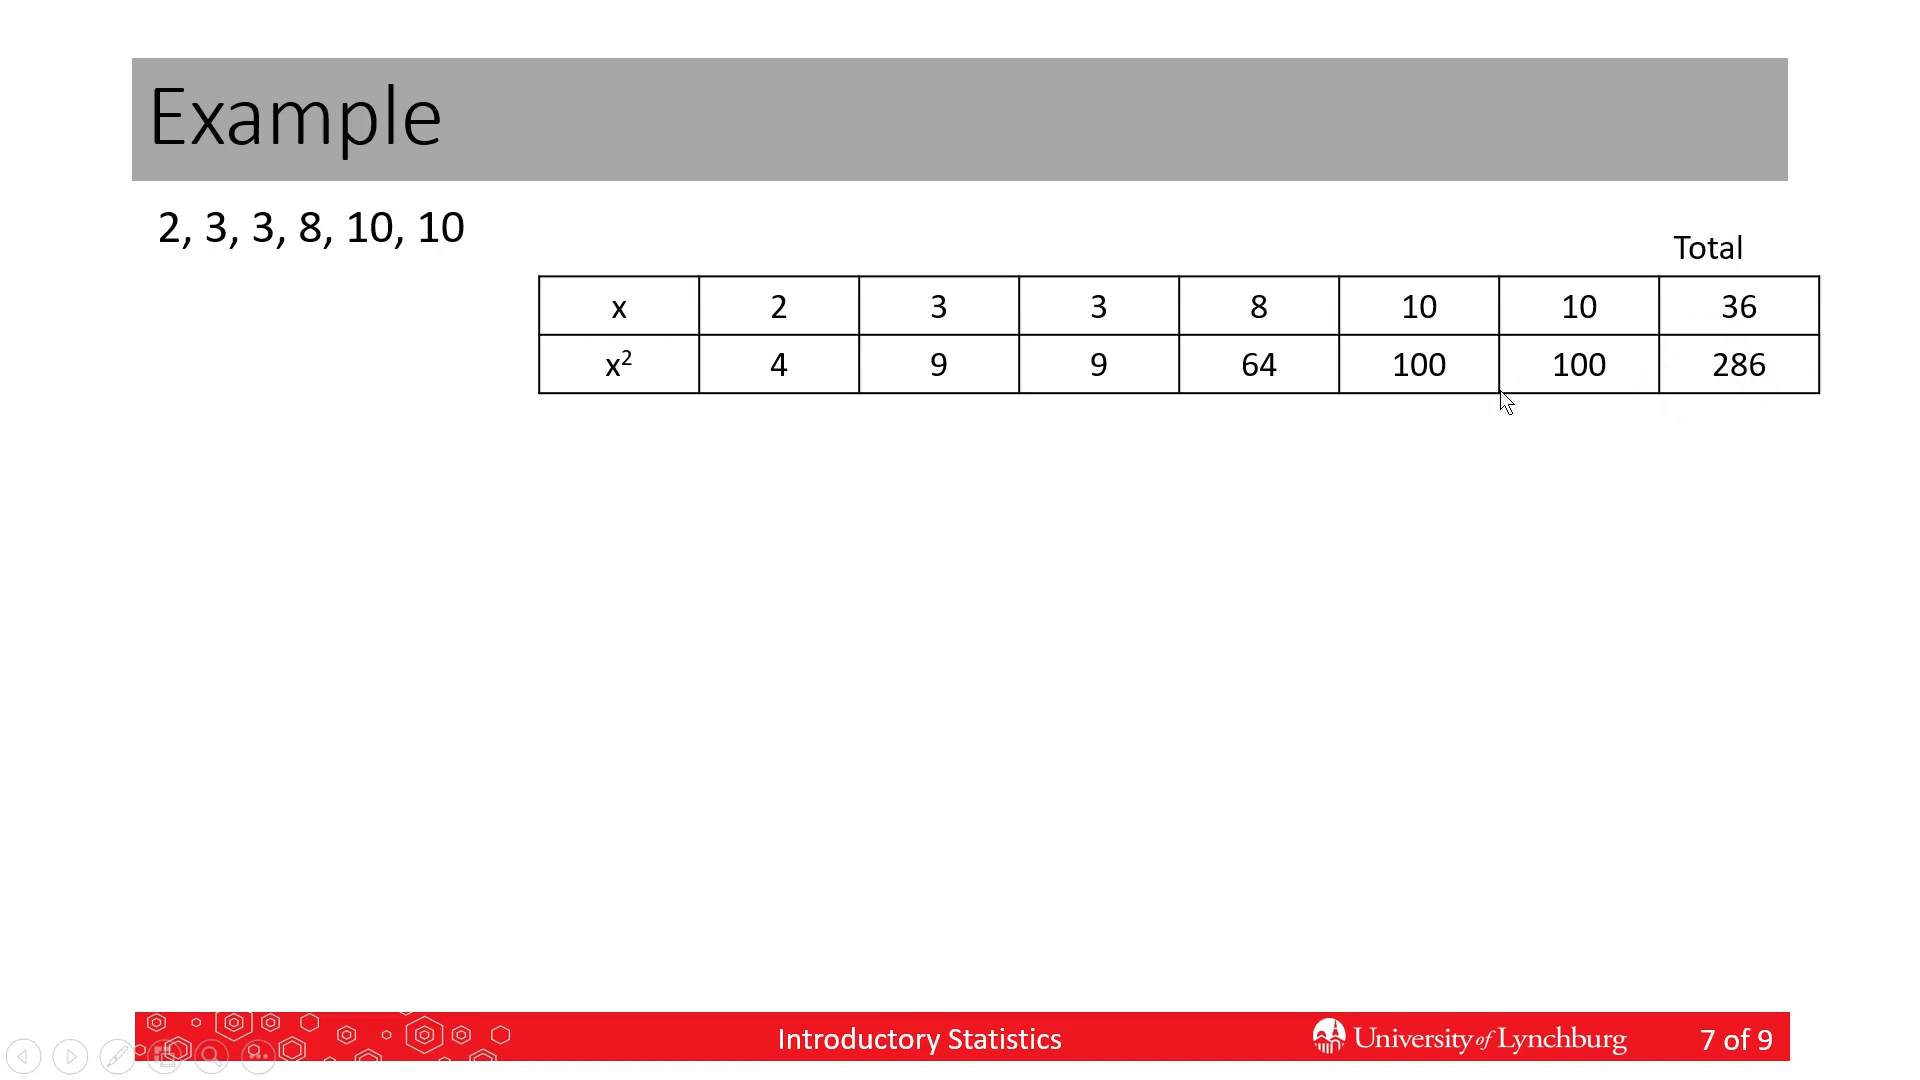 Example
2, 3, 3, 8, 10, 10
Total
x 2 3 3 8 10 10 36
x² 4 9 9 64 100 100 286
Introductory Statistics University of Lynchburg 7 of 9